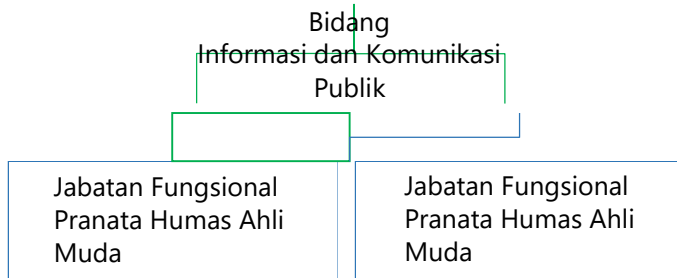 Bidang
Informasi dan Komunikasi
Publik
Jabatan Fungsional
Pranata Humas Ahli
Muda
Jabatan Fungsional
Pranata Humas Ahli
Muda